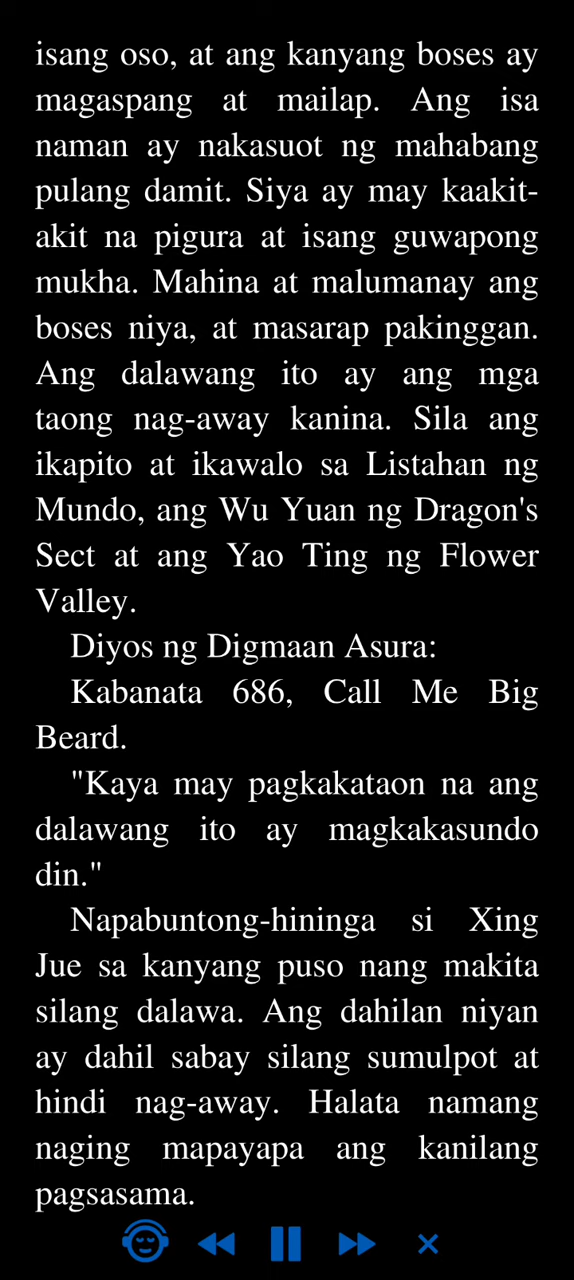 isang oso, at ang kanyang boses ay
magaspang at mailap. Ang isa
naman ay nakasuot ng mahabang
pulang damit. Siya ay may kaakit-
akit na pigura at isang guwapong
mukha. Mahina at malumanay ang
boses niya, at masarap pakinggan.
Ang dalawang ito ay ang mga
taong nag-away kanina. Sila ang
ikapito at ikawalo sa Listahan ng
Mundo, ang Wu Yuan ng Dragon's
Sect at ang Yao Ting ng Flower
Valley.
Diyos ng Digmaan Asura:
Kabanata 686, Call Me Big
Beard.
"Kaya may pagkakataon na ang
dalawang ito ay magkakasundo
din."
Napabuntong-hininga si Xing
Jue sa kanyang puso nang makita
silang dalawa. Ang dahilan niyan
ay dahil sabay silang sumulpot at
hindi nag-away. Halata namang
naging mapayapa ang kanilang
pagsasama.